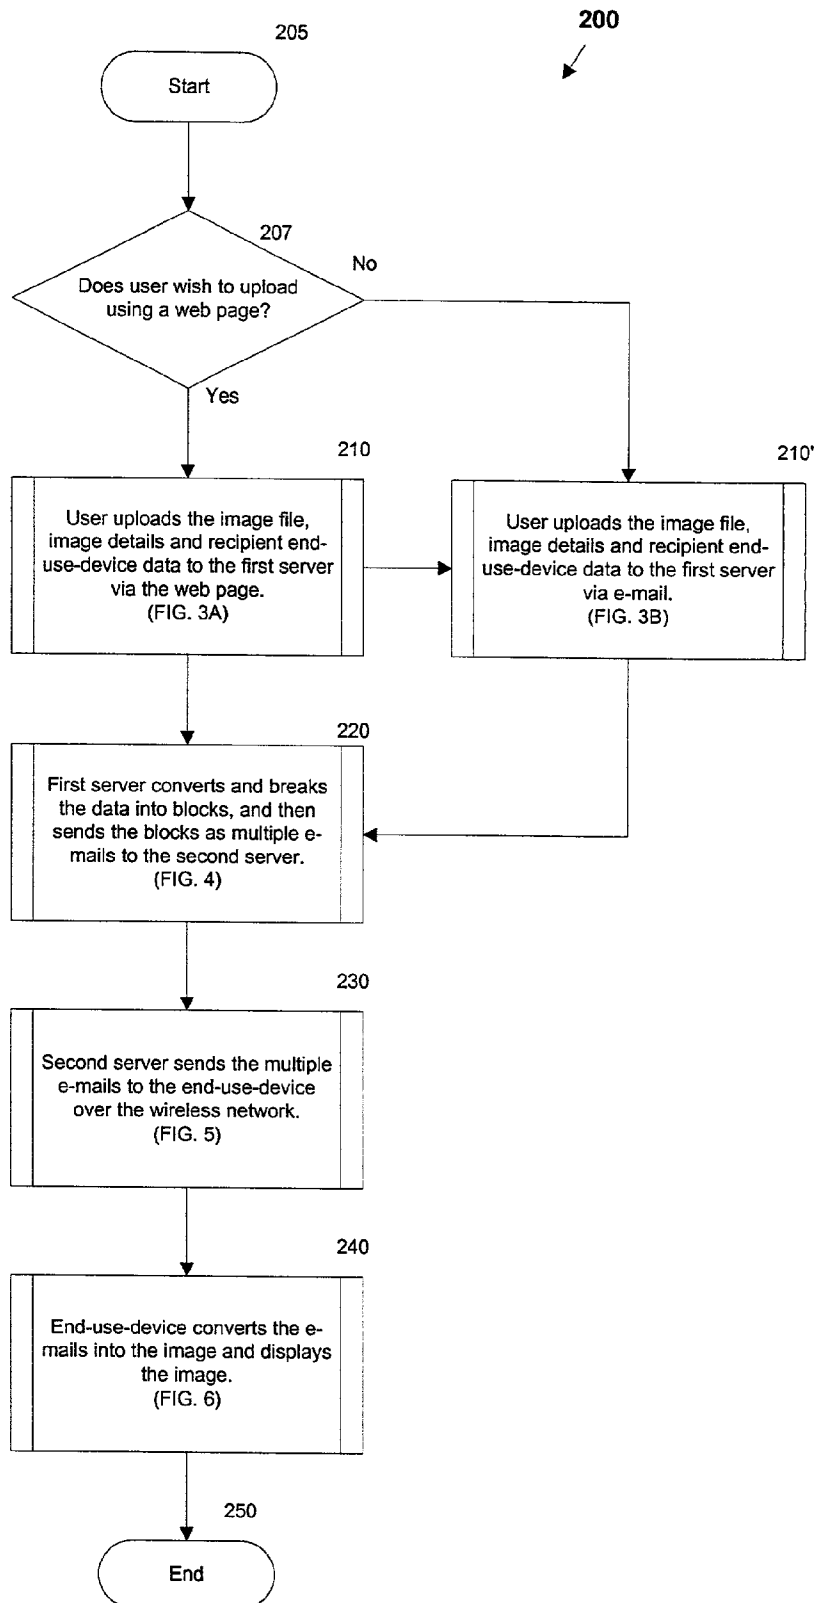 200
205
Start
207
Does user wish to upload
using a web page?
No
Yes
210
User uploads the image file,
image details and recipient end-
use-device data to the first server
via the web page.
(FIG. 3A)
210'
User uploads the image file,
image details and recipient end-
use-device data to the first server
via e-mail.
(FIG. 3B)
220
First server converts and breaks
the data into blocks, and then
sends the blocks as multiple e-
mails to the second server.
(FIG. 4)
230
Second server sends the multiple
e-mails to the end-use-device
over the wireless network.
(FIG. 5)
240
End-use-device converts the e-
mails into the image and displays
the image.
(FIG. 6)
250
End